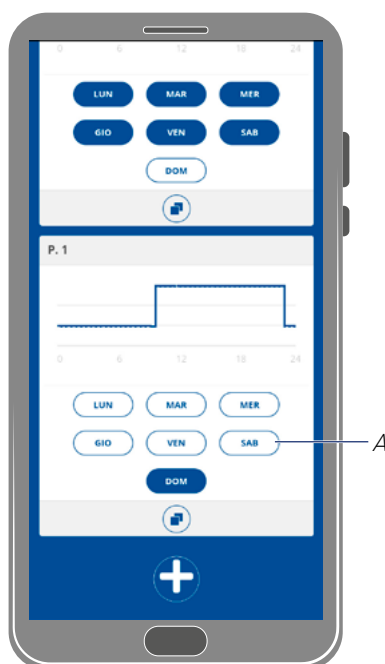 0 6 12 18 24
LUN MAR MER
GIO VEN SAB
DOM
P. 1
0 6 12 18 24
LUN MAR MER
GIO VEN SAB
A
DOM